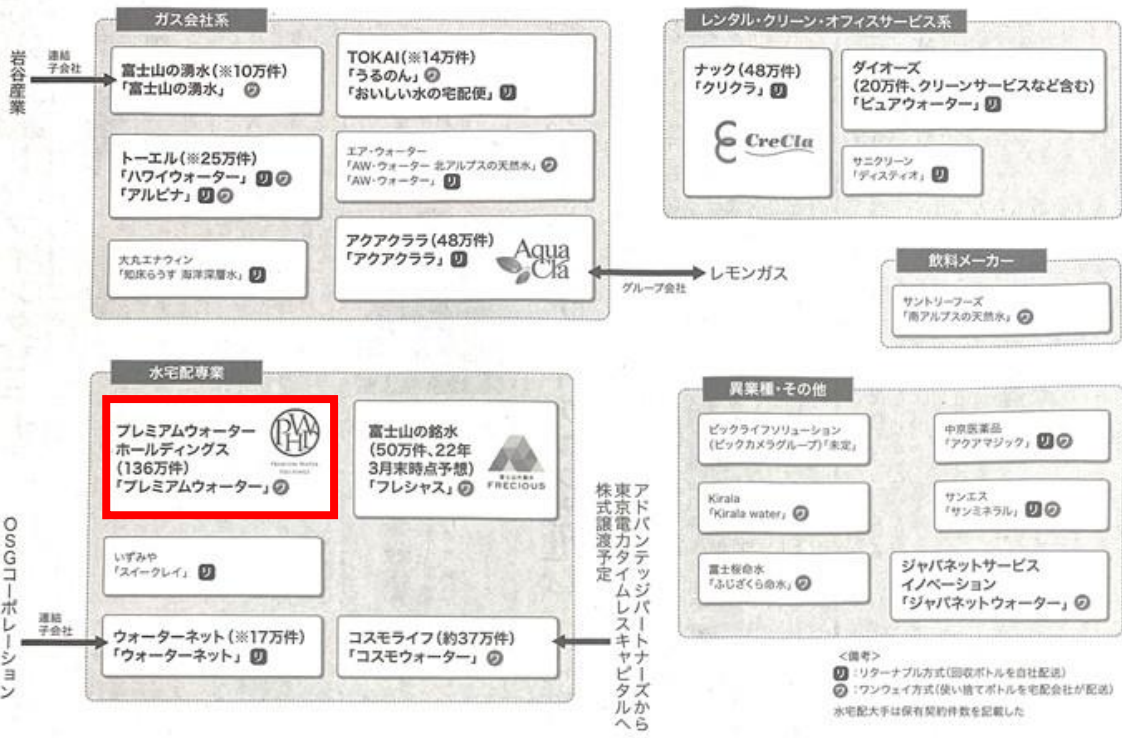 ガス会社系
岩谷産業
連結
子会社
富士山の湧水(※10万件)
「富士山の湧水」 ワ
TOKAI(※14万件)
「うるのん」ワ
「おいしい水の宅配便」リ
トーエル(※25万件)
「ハワイウォーター」リワ
「アルピナ」リワ
エア・ウォーター
「AW・ウォーター 北アルプスの天然水」ワ
「AW・ウォーター」リ
大丸エナウィン
「知床らうす 海洋深層水」リ
アクアクララ(48万件)
「アクアクララ」リ
Aqua
Cla
グループ会社
レモンガス
レンタル・クリーン・オフィスサービス系
ナック(48万件)
「クリクラ」リ
CreCla
ダイオーズ
(20万件、クリーンサービスなど含む)
「ピュアウォーター」リ
サニクリーン
「ディスティオ」リ
飲料メーカー
サントリーフーズ
「南アルプスの天然水」ワ
水宅配専業
プレミアムウォーター
ホールディングス
(136万件)
「プレミアムウォーター」ワ
PWHD
PREMIUM WATER
HOLDINGS
富士山の銘水
(50万件、22年
3月末時点予想)
「フレシャス」ワ
富士山の銘水
FRECIOUS
いずみや
「スイークレイ」リ
OSGコーポレーション
連結
子会社
ウォーターネット(※17万件)
「ウォーターネット」リ
コスモライフ(約37万件)
「コスモウォーター」ワ
アドバンテッジパートナーズから
東京電力タイムレスキャピタルへ
株式譲渡予定
異業種・その他
ビックライフソリューション
(ビックカメラグループ)「未定」
中京医薬品
「アクアマジック」リワ
Kirala
「Kirala water」ワ
サンエス
「サンミネラル」リワ
富士桜命水
「ふじざくら命水」ワ
ジャパネットサービス
イノベーション
「ジャパネットウォーター」ワ
<備考>
リ:リターナブル方式(回収ボトルを自社配送)
ワ:ワンウェイ方式(使い捨てボトルを宅配会社が配送)
水宅配大手は保有契約件数を記載した